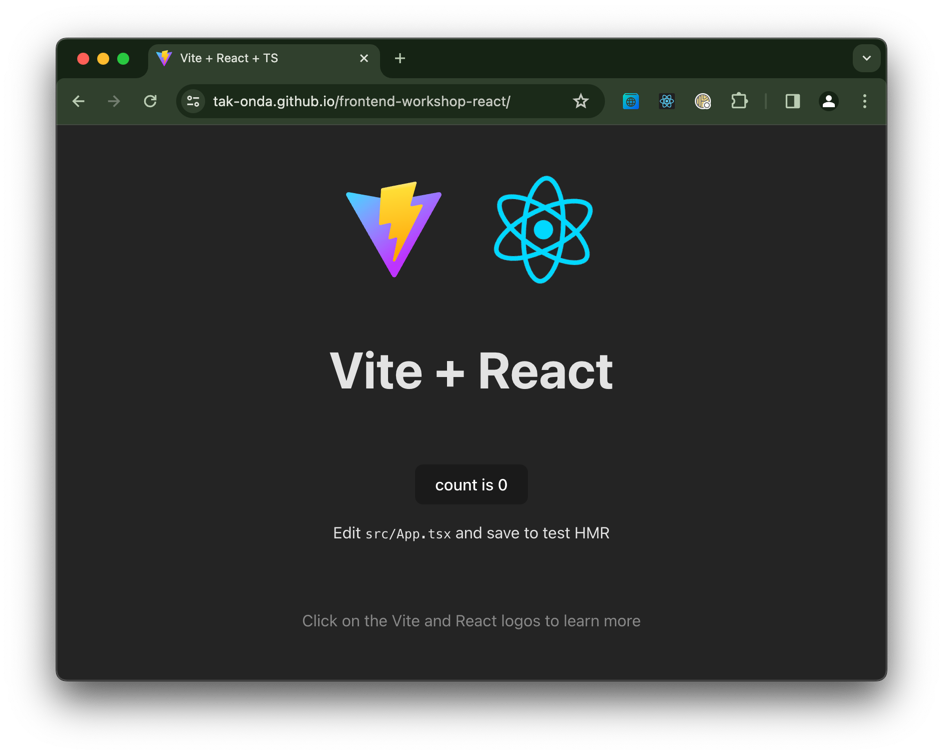 Vite + React + TS
tak-onda.github.io/frontend-workshop-react/
Vite + React
count is 0
Edit src/App.tsx and save to test HMR
Click on the Vite and React logos to learn more